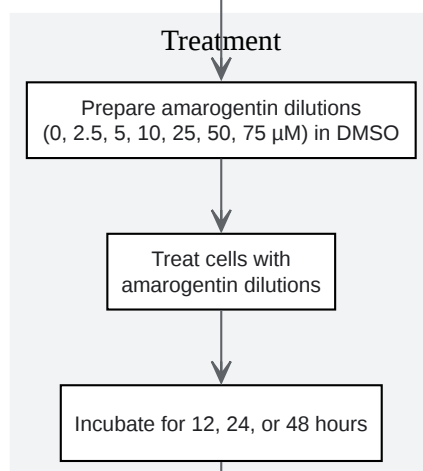 Treatment
Prepare amarogentin dilutions
(0, 2.5, 5, 10, 25, 50, 75 µM) in DMSO
Treat cells with
amarogentin dilutions
Incubate for 12, 24, or 48 hours